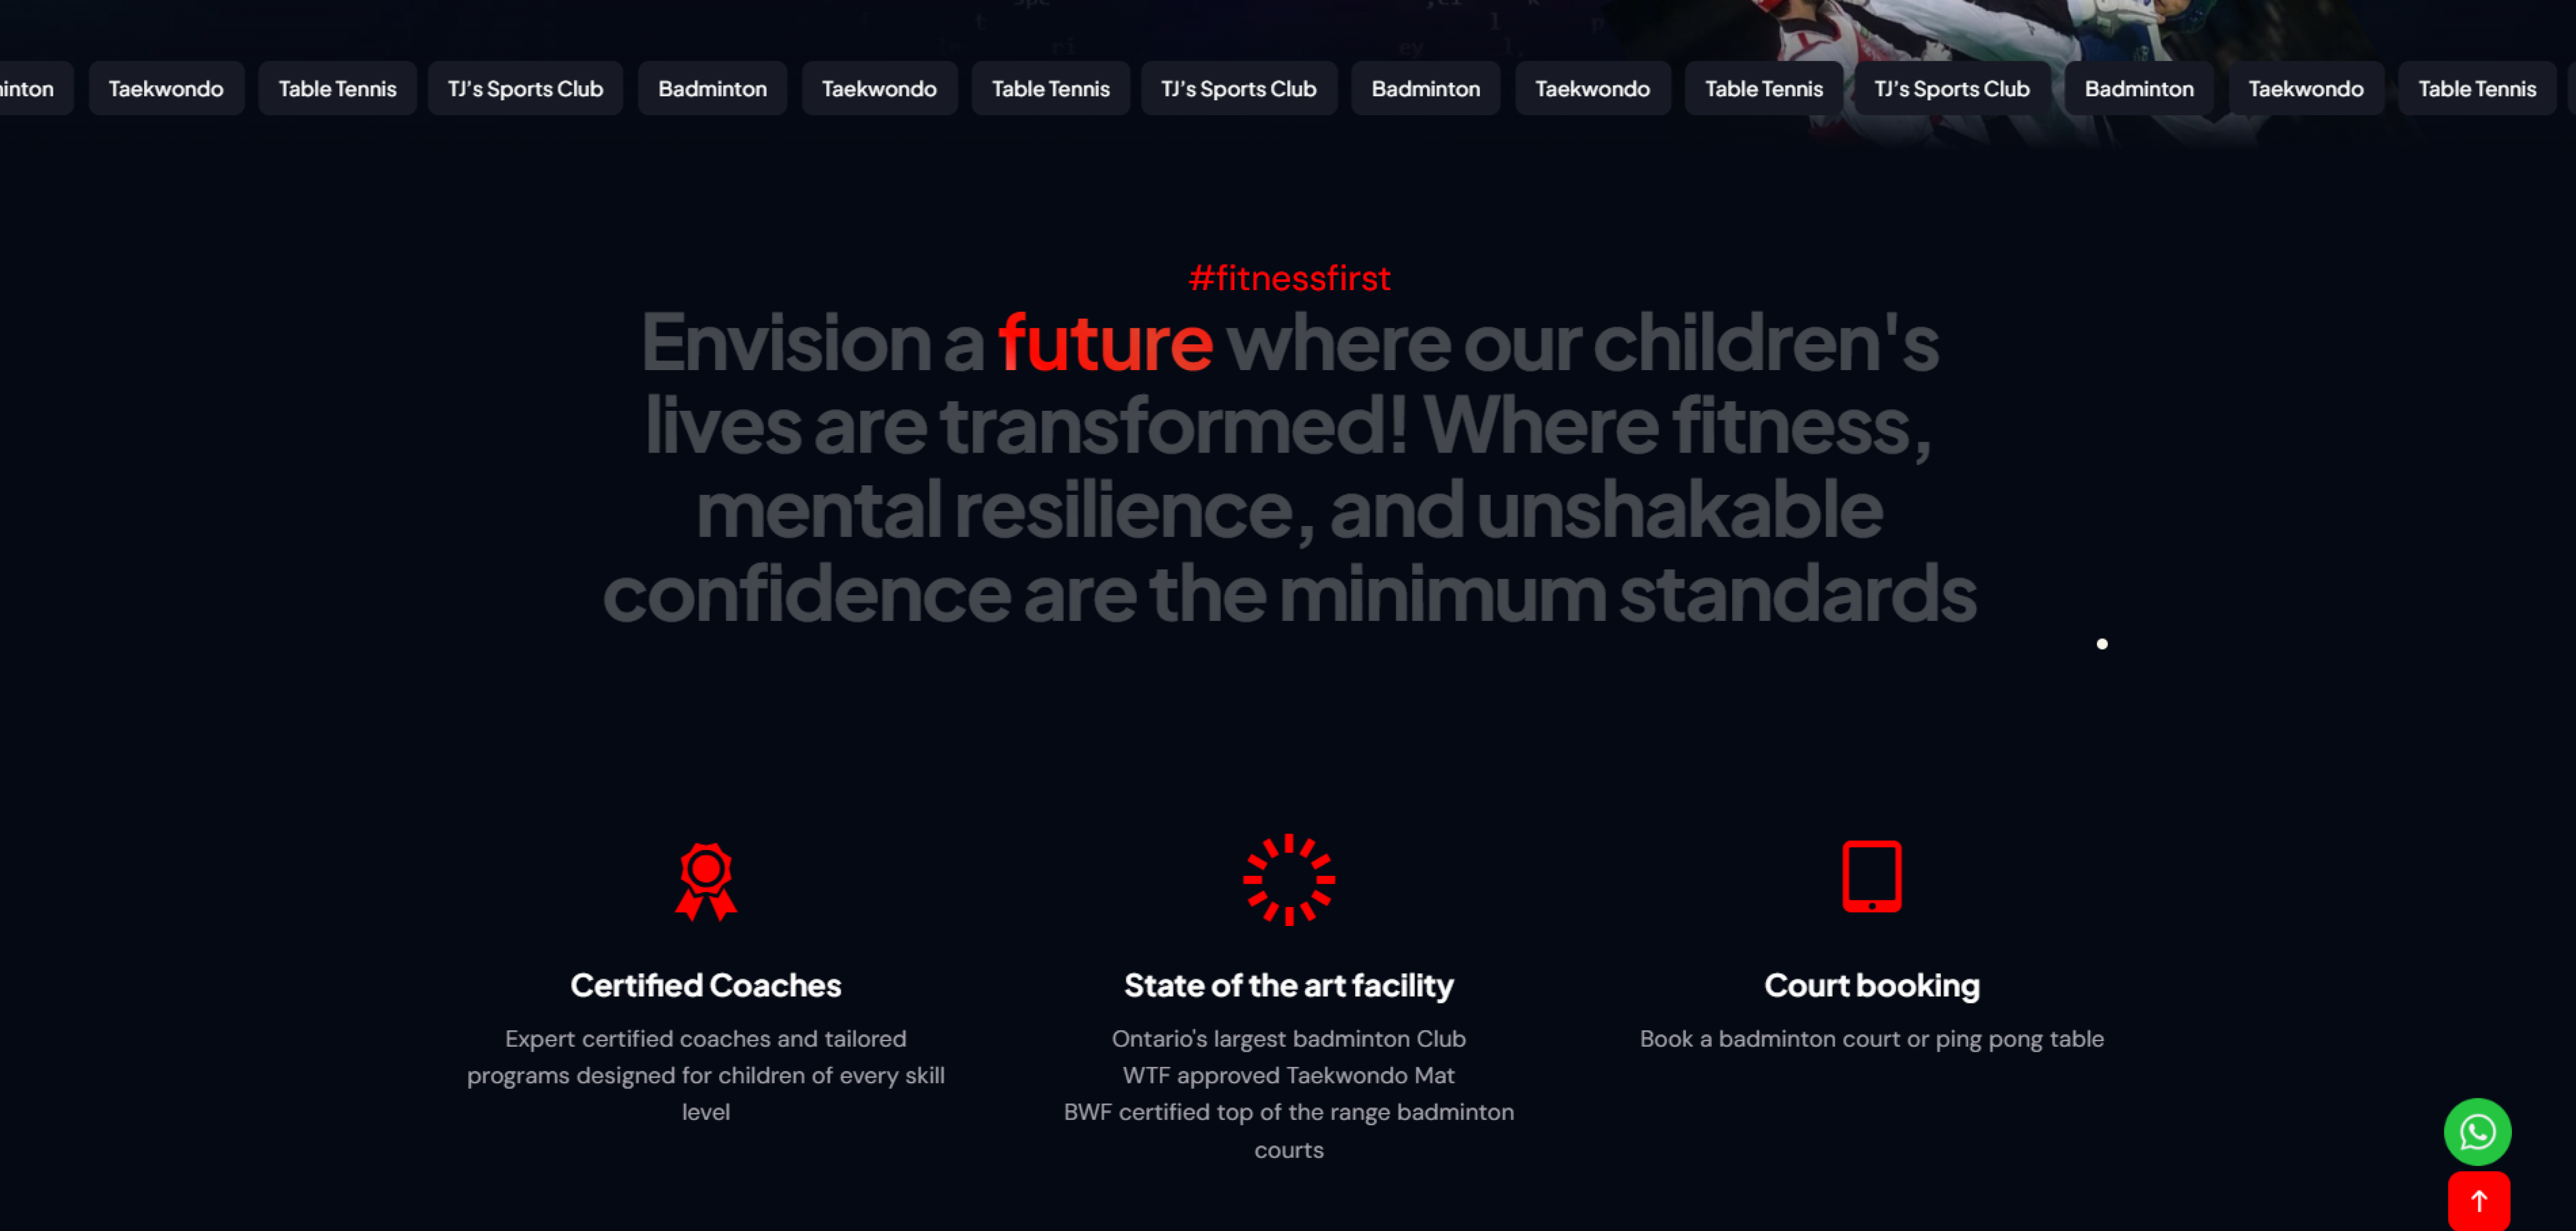 inton Taekwondo Table Tennis TJ’s Sports Club Badminton Taekwondo Table Tennis TJ’s Sports Club Badminton Taekwondo Table Tennis TJ’s Sports Club Badminton Taekwondo Table Tennis
#fitnessfirst
Envision a future where our children's
lives are transformed! Where fitness,
mental resilience, and unshakable
confidence are the minimum standards
Certified Coaches
Expert certified coaches and tailored
programs designed for children of every skill
level
State of the art facility
Ontario's largest badminton Club
WTF approved Taekwondo Mat
BWF certified top of the range badminton
courts
Court booking
Book a badminton court or ping pong table